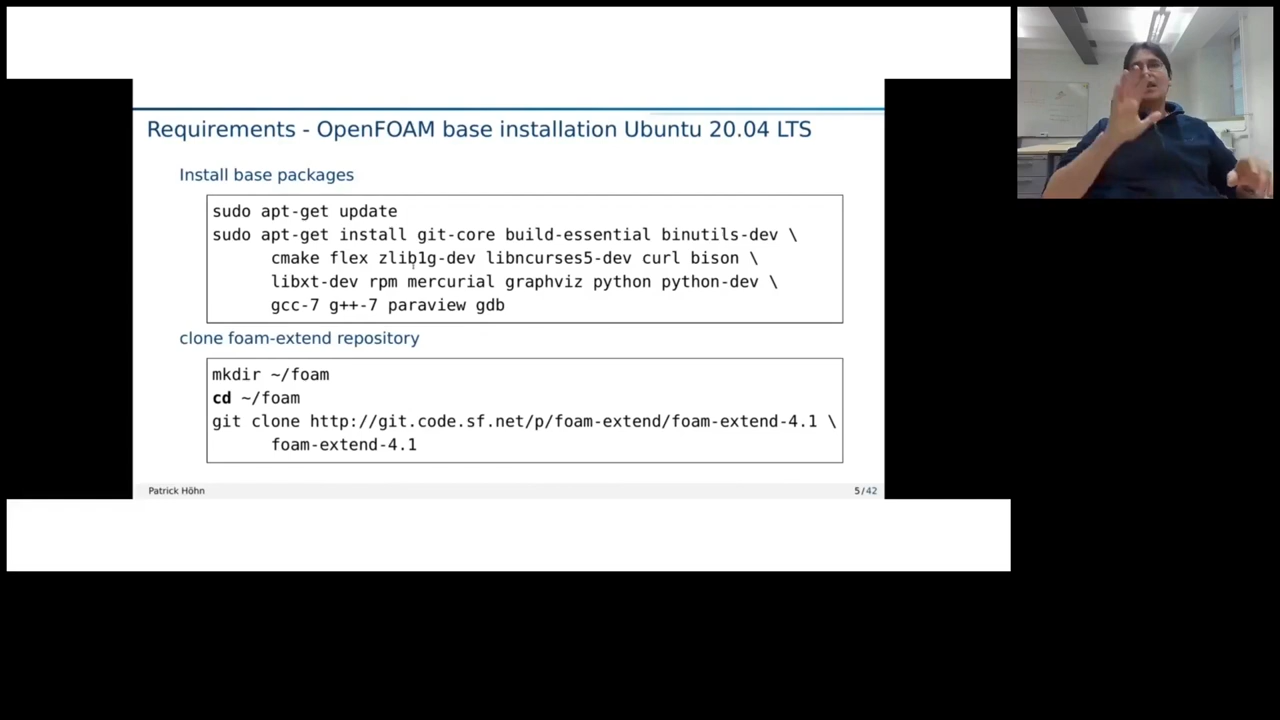 Requirements - OpenFOAM base installation Ubuntu 20.04 LTS
Install base packages
sudo apt-get update
sudo apt-get install git-core build-essential binutils-dev \
cmake flex zlib1g-dev libncurses5-dev curl bison \
libxt-dev rpm mercurial graphviz python python-dev \
gcc-7 g++-7 paraview gdb
clone foam-extend repository
mkdir ~/foam
cd ~/foam
git clone http://git.code.sf.net/p/foam-extend/foam-extend-4.1 \
foam-extend-4.1
Patrick Höhn
5/42